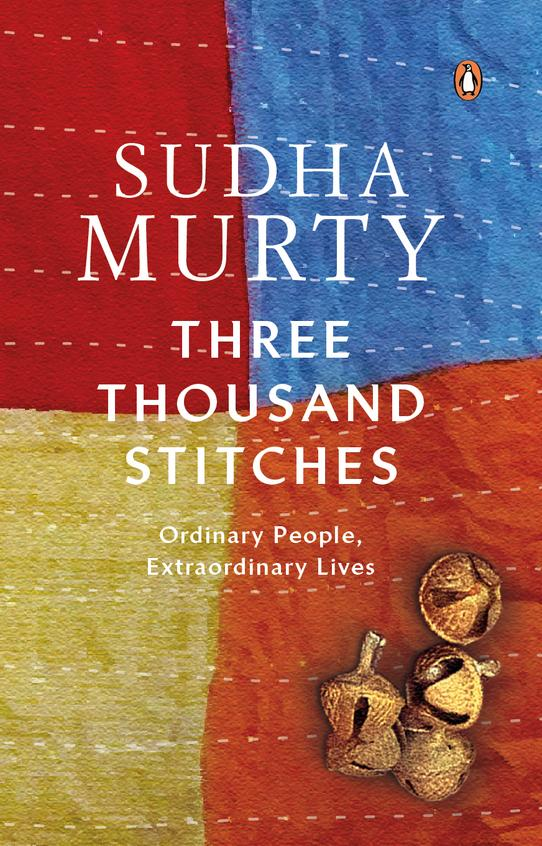 SUDHA
MURTY
THREE
THOUSAND
STITCHES
Ordinary People,
Extraordinary Lives